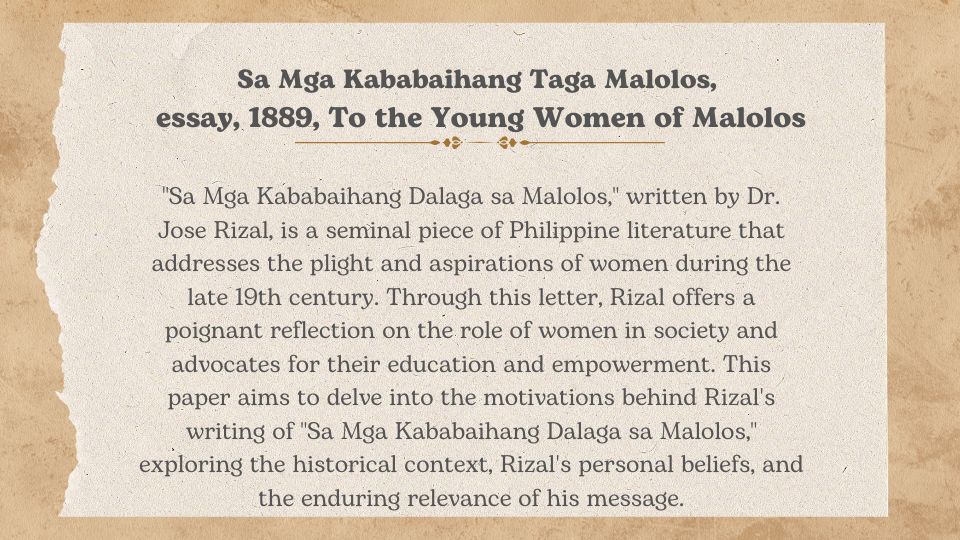 Sa Mga Kababaihang Taga Malolos,
essay, 1889, To the Young Women of Malolos
"Sa Mga Kababaihang Dalaga sa Malolos," written by Dr.
Jose Rizal, is a seminal piece of Philippine literature that
addresses the plight and aspirations of women during the
late 19th century. Through this letter, Rizal offers a
poignant reflection on the role of women in society and
advocates for their education and empowerment. This
paper aims to delve into the motivations behind Rizal's
writing of "Sa Mga Kababaihang Dalaga sa Malolos,"
exploring the historical context, Rizal's personal beliefs, and
the enduring relevance of his message.